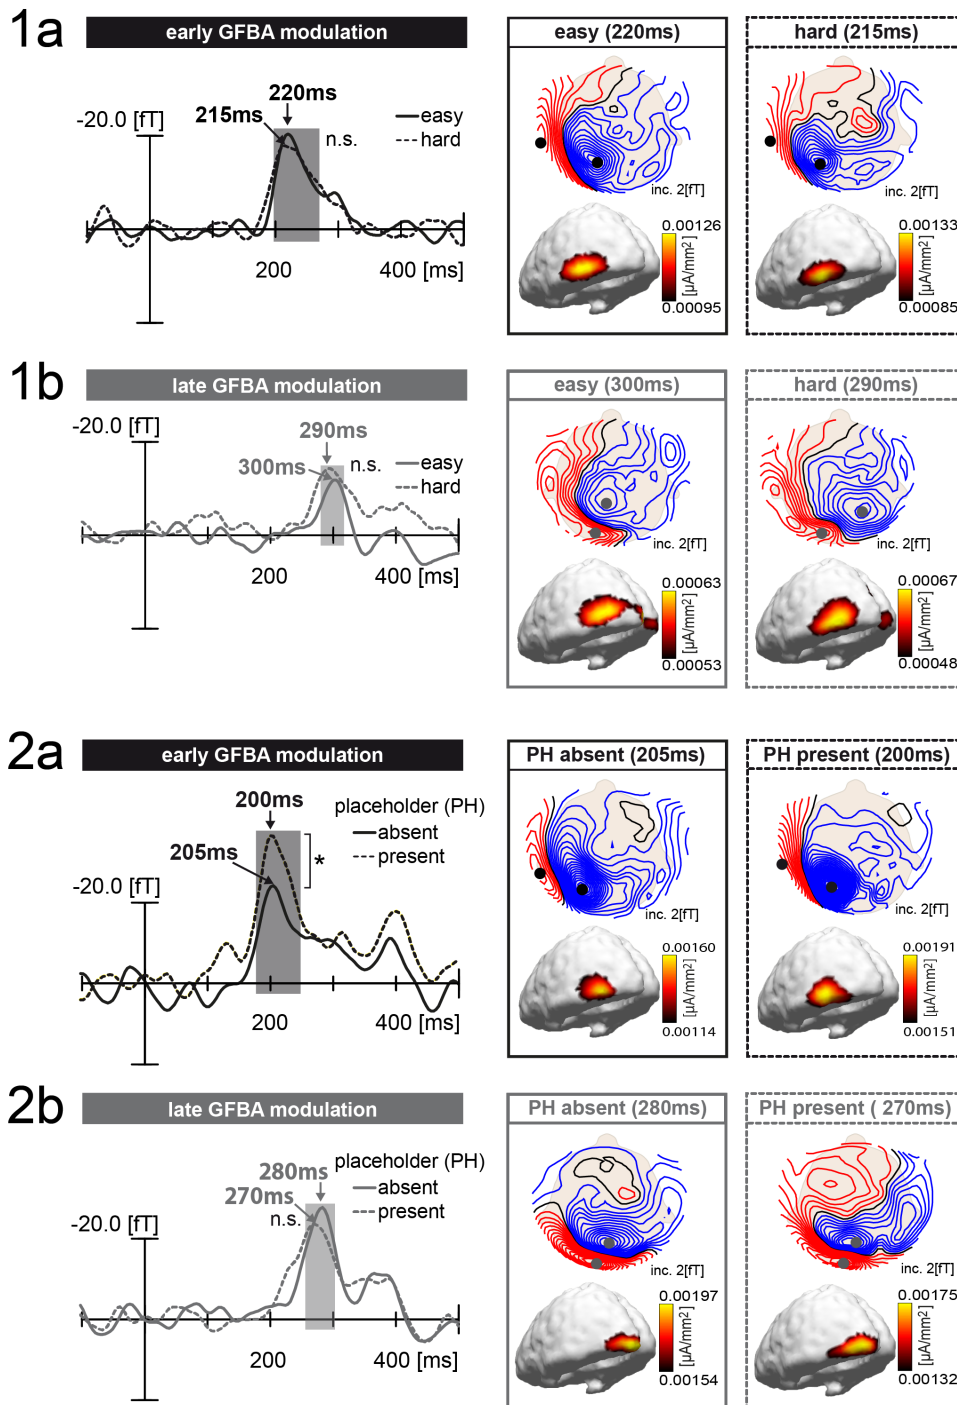 1a
early GFBA modulation
-20.0 [fT]
220ms
215ms
n.s.
easy
hard
200
400 [ms]
easy (220ms)
inc. 2[fT]
0.00126
[µA/mm²]
0.00095
hard (215ms)
inc. 2[fT]
0.00133
[µA/mm²]
0.00085
1b
late GFBA modulation
-20.0 [fT]
290ms
300ms
n.s.
easy
hard
200
400 [ms]
easy (300ms)
inc. 2[fT]
0.00063
[µA/mm²]
0.00053
hard (290ms)
inc. 2[fT]
0.00067
[µA/mm²]
0.00048
2a
early GFBA modulation
200ms
205ms
-20.0 [fT]
*
placeholder (PH)
absent
present
200
400 [ms]
PH absent (205ms)
inc. 2[fT]
0.00160
[µA/mm²]
0.00114
PH present (200ms)
inc. 2[fT]
0.00191
[µA/mm²]
0.00151
2b
late GFBA modulation
280ms
270ms
n.s.
-20.0 [fT]
placeholder (PH)
absent
present
200
400 [ms]
PH absent (280ms)
inc. 2[fT]
0.00197
[µA/mm²]
0.00154
PH present ( 270ms)
inc. 2[fT]
0.00175
[µA/mm²]
0.00132